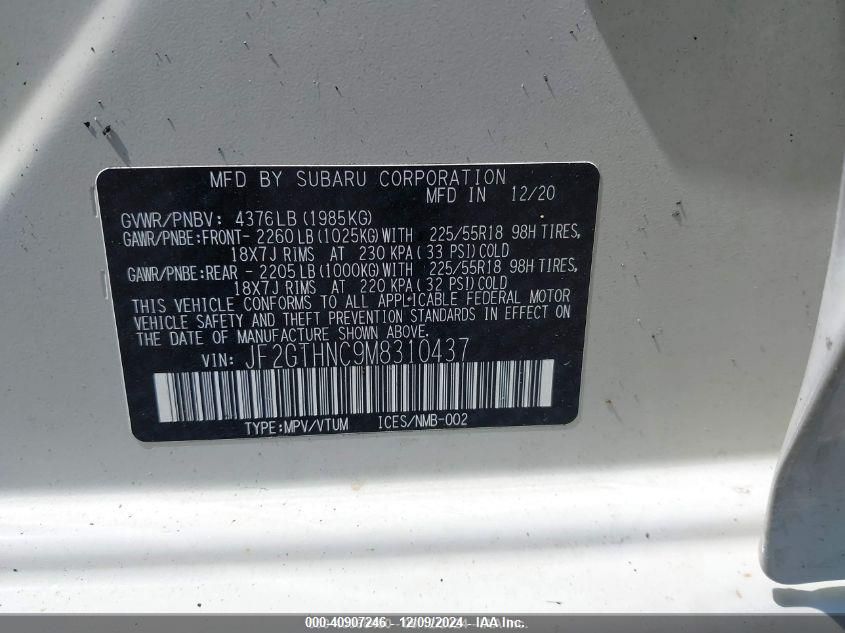 MFD BY SUBARU CORPORATION
MFD IN 12/20
GVWR/PNBV: 4376LB(1985KG)
GAWR/PNBE:FRONT- 2260LB(1025KG)WITH 225/55R18 98H TIRES,
18X7J RIMS AT 230 KPA( 33 PSI)COLD
GAWR/PNBE:REAR - 2205LB(1000KG)WITH 225/55R18 98H TIRES,
18X7J RIMS AT 220 KPA( 32 PSI)COLD
THIS VEHICLE CONFORMS TO ALL APPLICABLE FEDERAL MOTOR
VEHICLE SAFETY AND THEFT PREVENTION STANDARDS IN EFFECT ON
THE DATE OF MANUFACTURE SHOWN ABOVE.
VIN: JF2GTHNC9M8310437
TYPE:MPV/VTUM ICES/NMB-002
000-40907246 - 12/09/2024 - IAA Inc.